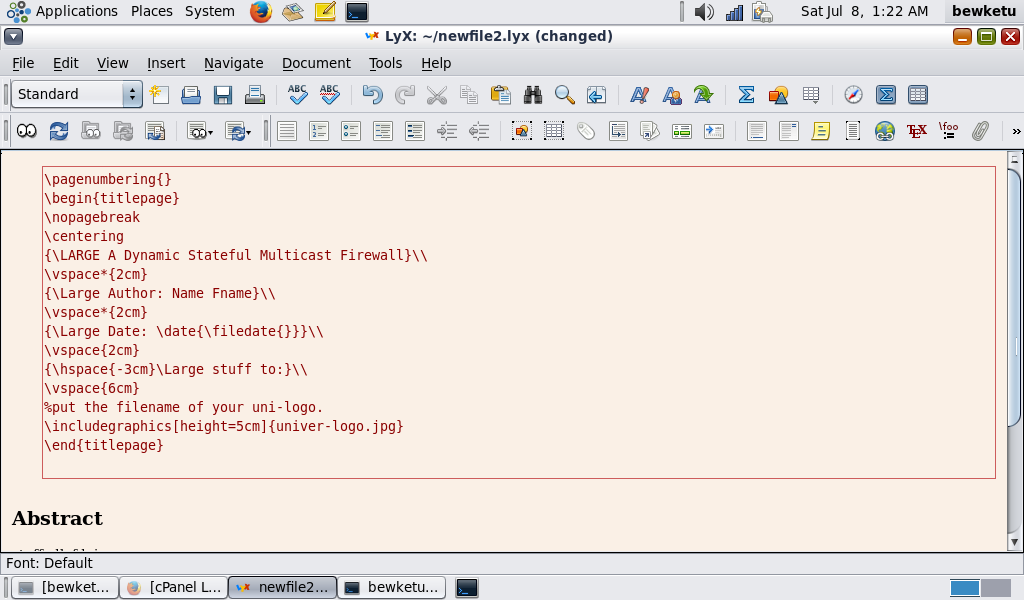 Applications Places System Sat Jul 8, 1:22 AM bewketu
LyX: ~/newfile2.lyx (changed)
File Edit View Insert Navigate Document Tools Help
Standard ABC ABC
TEX \foo »
\pagenumbering{}
\begin{titlepage}
\nopagebreak
\centering
{\LARGE A Dynamic Stateful Multicast Firewall}\\
\vspace*{2cm}
{\Large Author: Name Fname}\\
\vspace*{2cm}
{\Large Date: \date{\filedate{}}}\\
\vspace{2cm}
{\hspace{-3cm}\Large stuff to:}\\
\vspace{6cm}
%put the filename of your uni-logo.
\includegraphics[height=5cm]{univer-logo.jpg}
\end{titlepage}
Abstract
Font: Default
[bewket... [cPanel L... newfile2... bewketu...